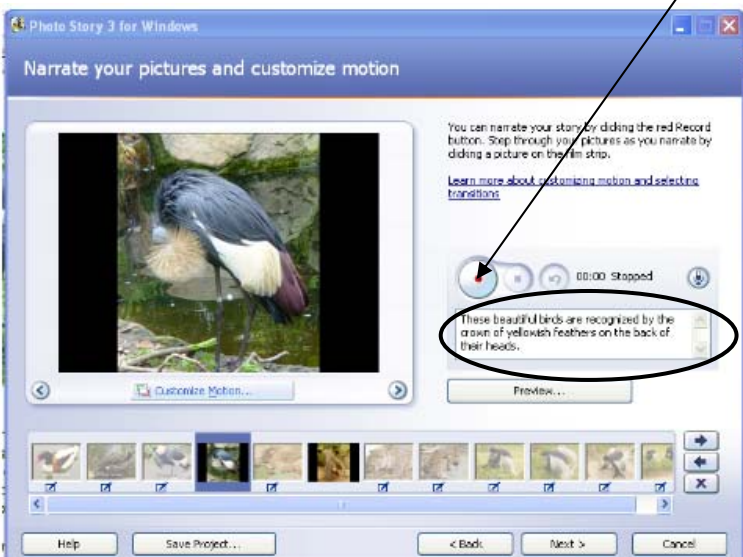 Photo Story 3 for Windows
Narrate your pictures and customize motion
You can narrate your story by clicking the red Record
button. Step through your pictures as you narrate by
clicking a picture on the film strip.
Learn more about customizing motion and selecting
transitions
00:00 Stopped
These beautiful birds are recognized by the
crown of yellowish feathers on the back of
their heads.
Customize Motion...
Preview...
Help
Save Project...
< Back
Next >
Cancel